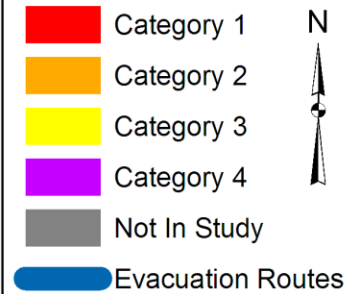 Category 1
N
Category 2
Category 3
Category 4
Not In Study
Evacuation Routes